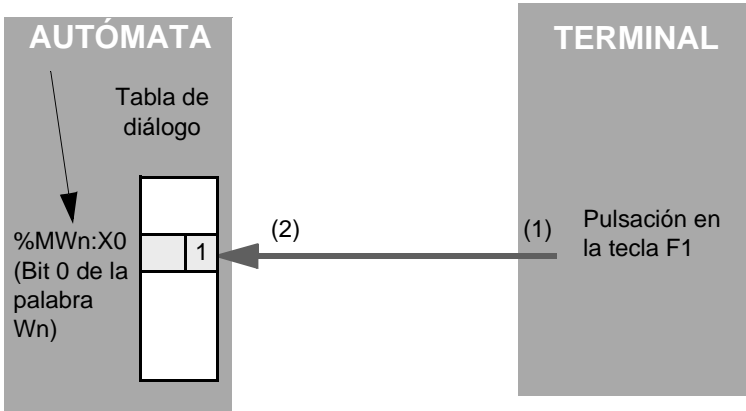 AUTÓMATA
Tabla de
diálogo
%MWn:X0
(Bit 0 de la
palabra
Wn)
1
(2)
(1)
TERMINAL
Pulsación en
la tecla F1